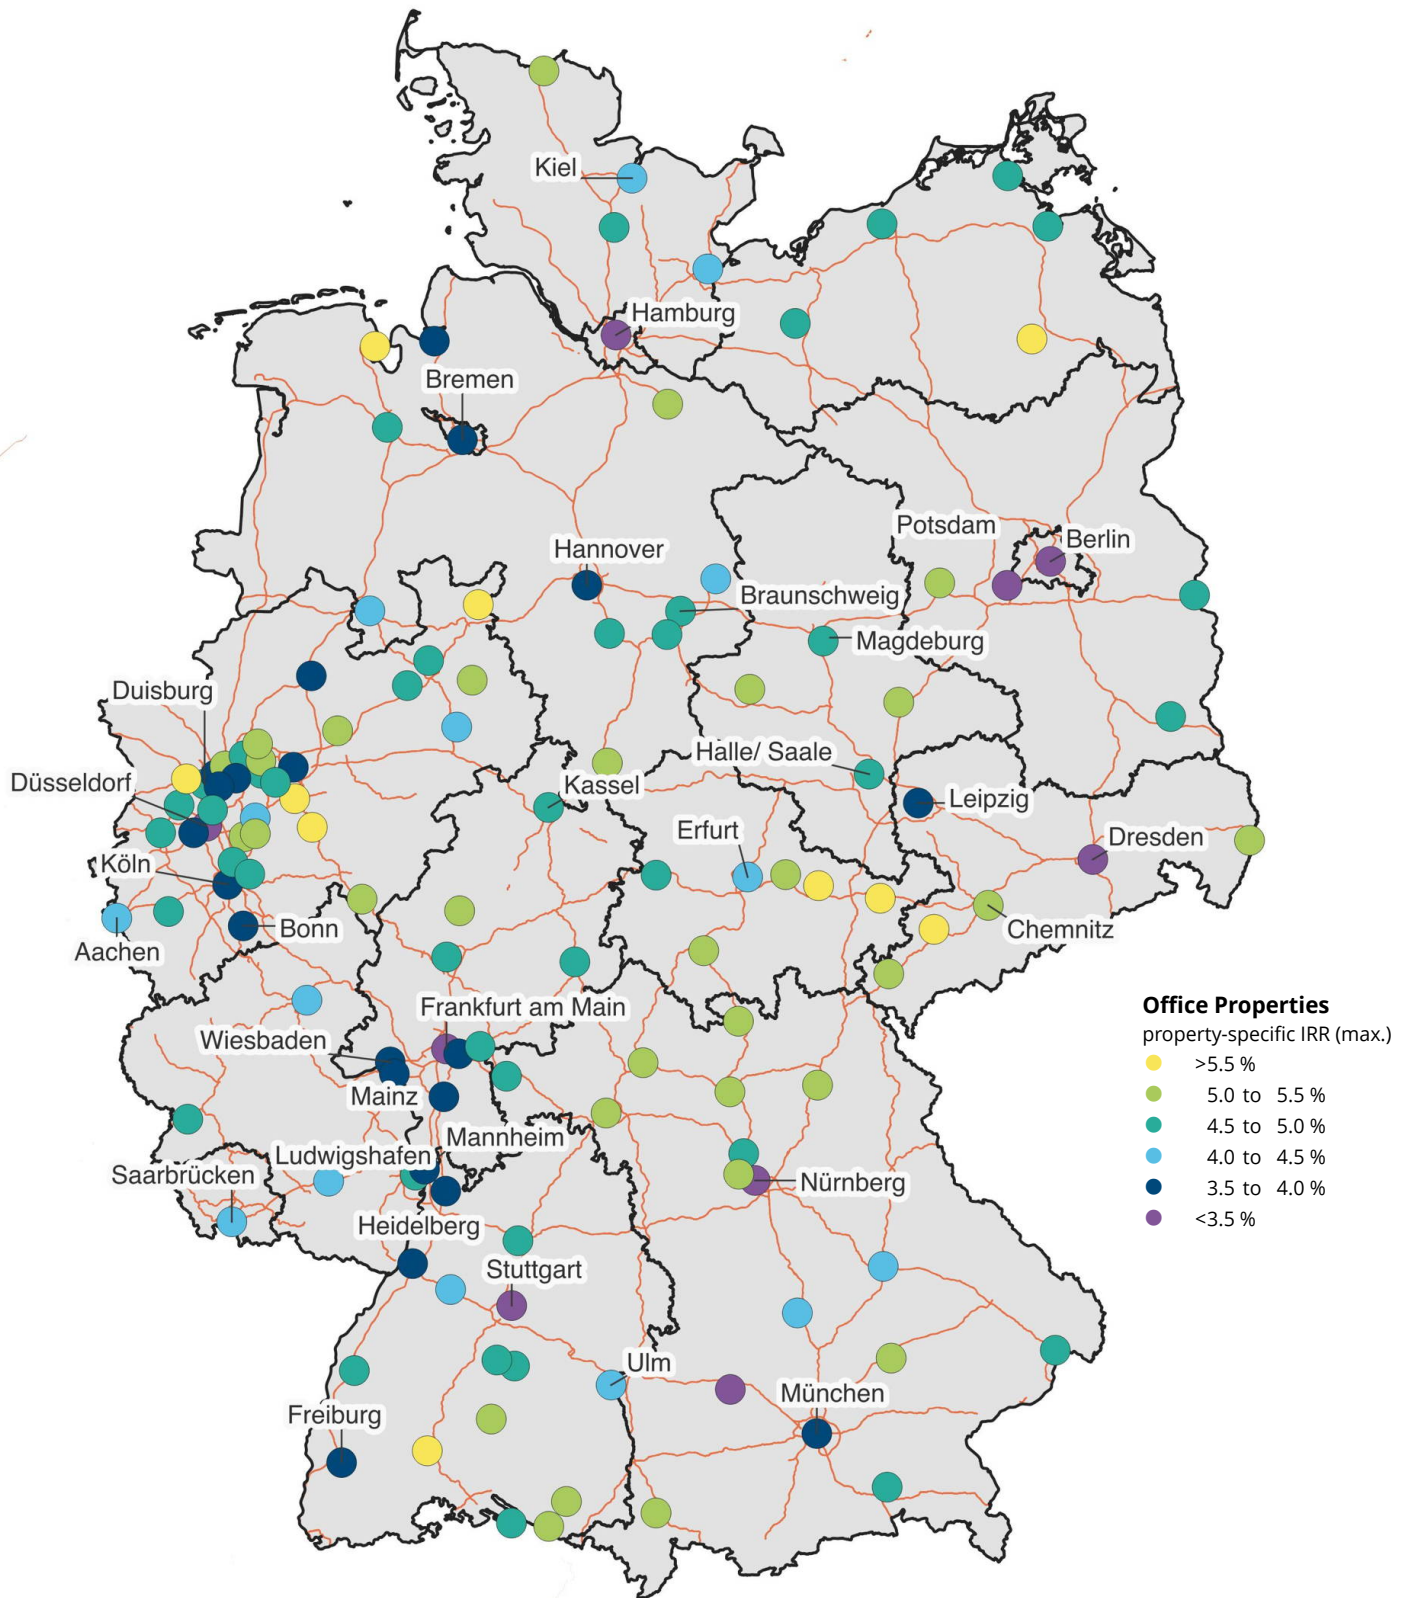 Kiel
Hamburg
Bremen
Potsdam
Berlin
Hannover
Braunschweig
Magdeburg
Duisburg
Halle/ Saale
Düsseldorf
Kassel
Leipzig
Erfurt
Dresden
Köln
Bonn
Chemnitz
Aachen
Frankfurt am Main
Wiesbaden
Mainz
Mannheim
Ludwigshafen
Saarbrücken
Nürnberg
Heidelberg
Stuttgart
Ulm
München
Freiburg
Office Properties
property-specific IRR (max.)
>5.5 %
5.0 to 5.5 %
4.5 to 5.0 %
4.0 to 4.5 %
3.5 to 4.0 %
<3.5 %